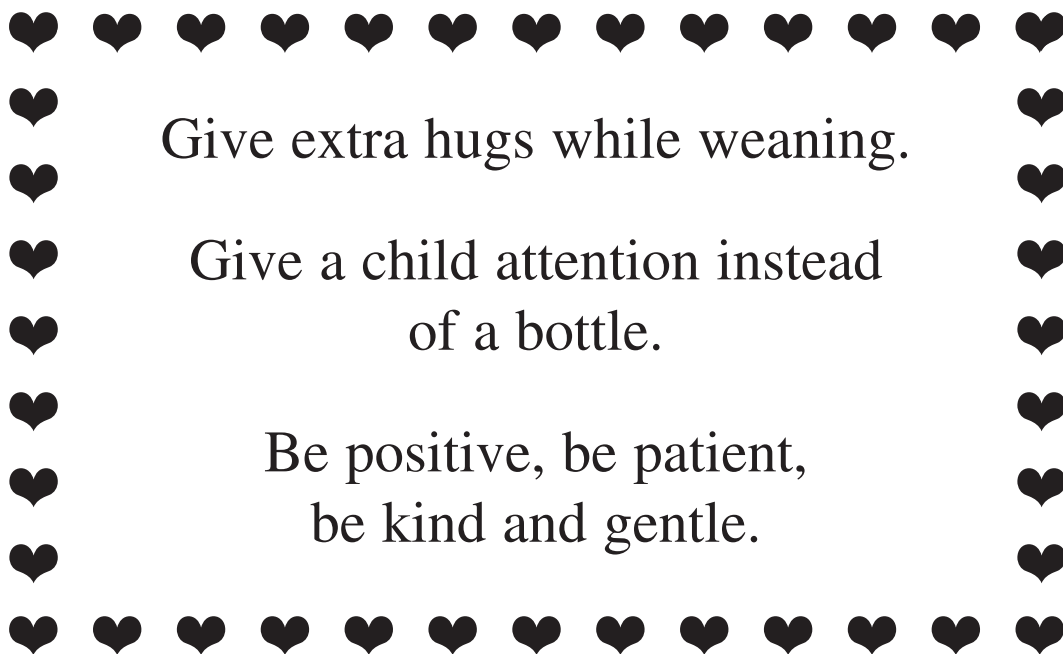 Give extra hugs while weaning.
Give a child attention instead
of a bottle.
Be positive, be patient,
be kind and gentle.